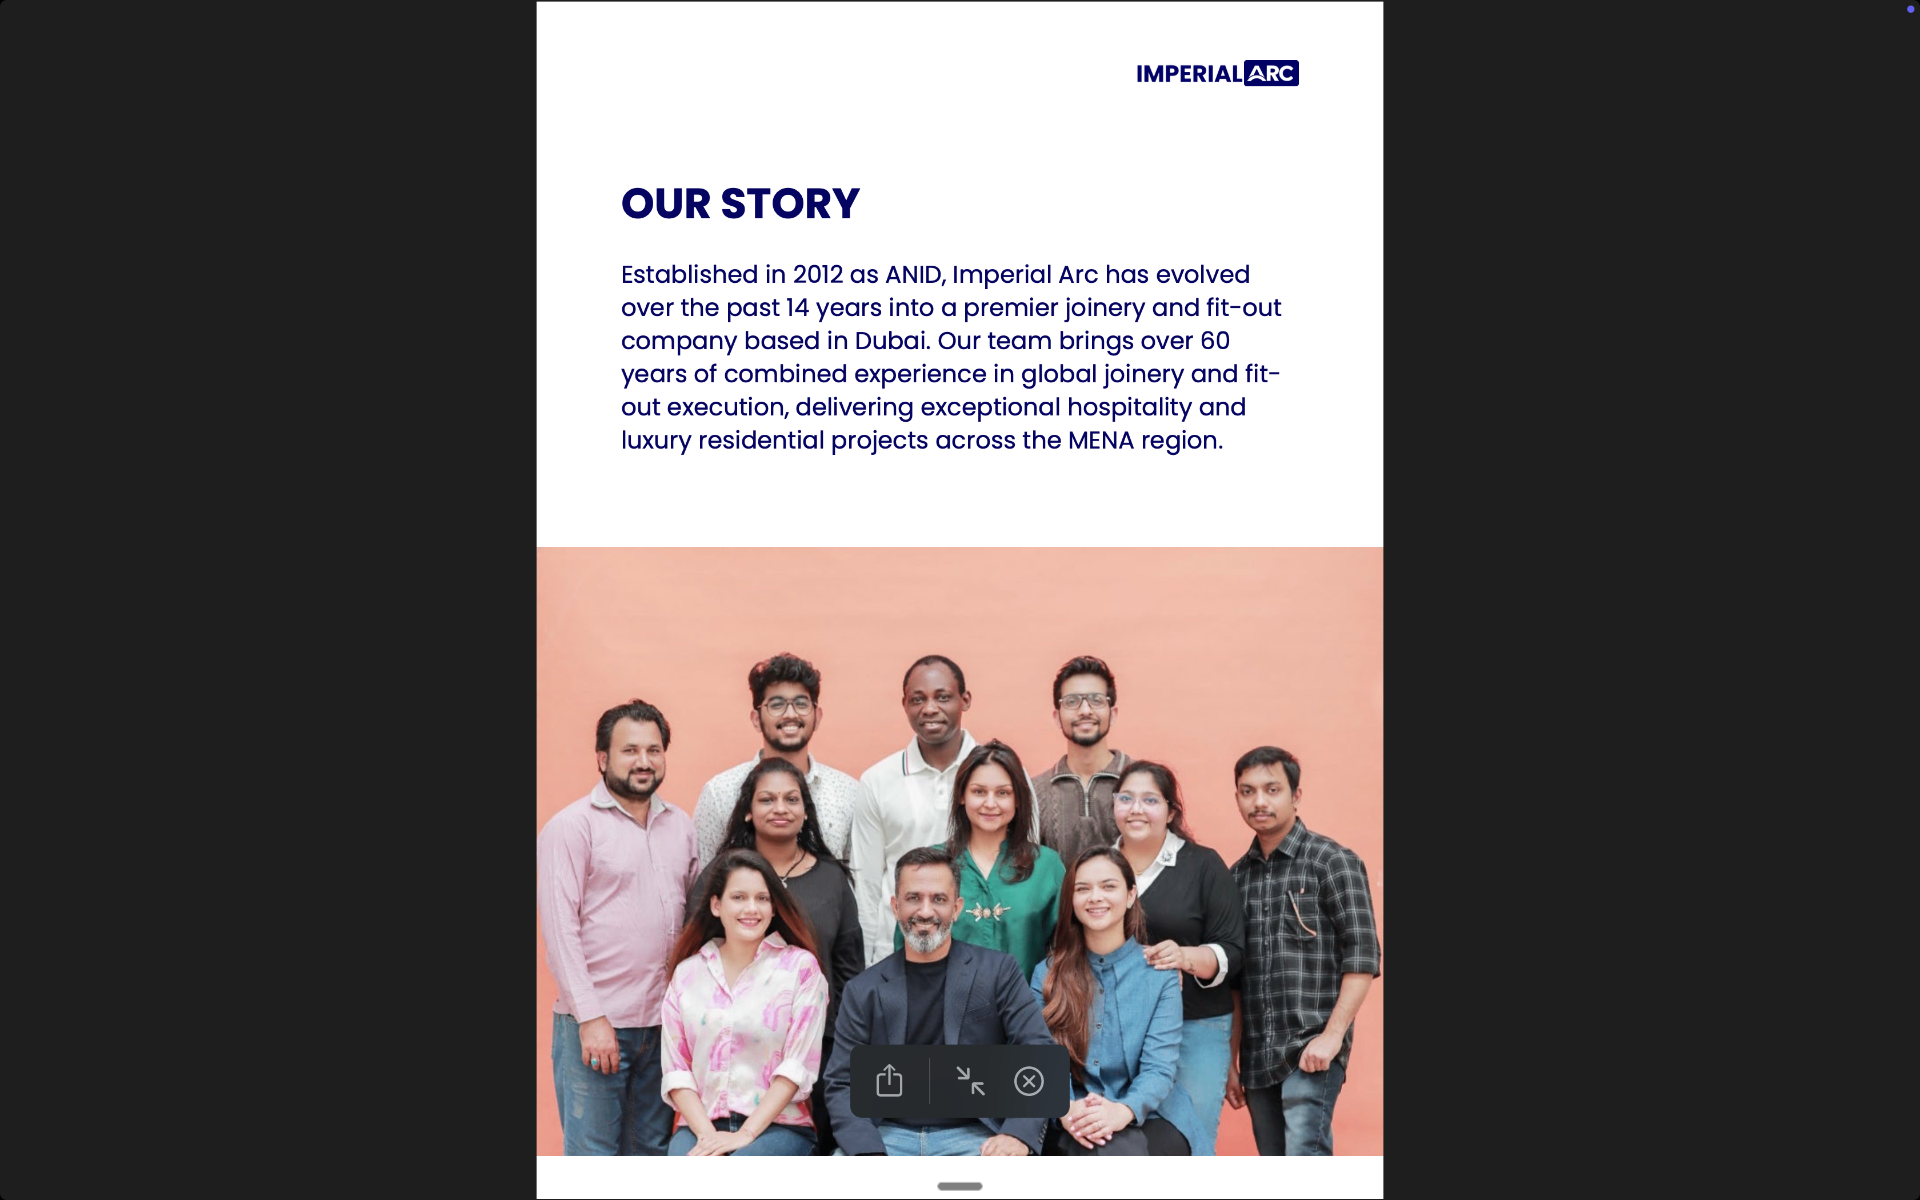 IMPERIAL ARC
OUR STORY
Established in 2012 as ANID, Imperial Arc has evolved
over the past 14 years into a premier joinery and fit-out
company based in Dubai. Our team brings over 60
years of combined experience in global joinery and fit-
out execution, delivering exceptional hospitality and
luxury residential projects across the MENA region.